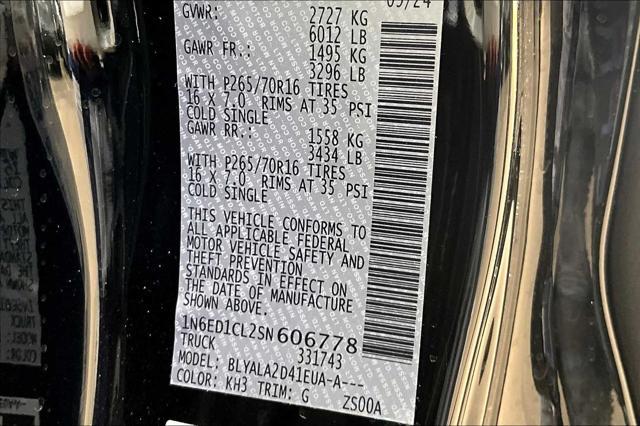 05/24
GVWR: 2727 KG
6012 LB
GAWR FR.: 1495 KG
3296 LB
WITH P265/70R16 TIRES
16 X 7.0 RIMS AT 35 PSI
COLD SINGLE
GAWR RR.: 1558 KG
3434 LB
WITH P265/70R16 TIRES
16 X 7.0 RIMS AT 35 PSI
COLD SINGLE
THIS VEHICLE CONFORMS TO
ALL APPLICABLE FEDERAL
MOTOR VEHICLE SAFETY AND
THEFT PREVENTION
STANDARDS IN EFFECT ON
THE DATE OF MANUFACTURE
SHOWN ABOVE.
1N6ED1CL2SN606778
TRUCK 331743
MODEL: BLYALA2D41EUA-A---
COLOR: KH3 TRIM: G ZS00A